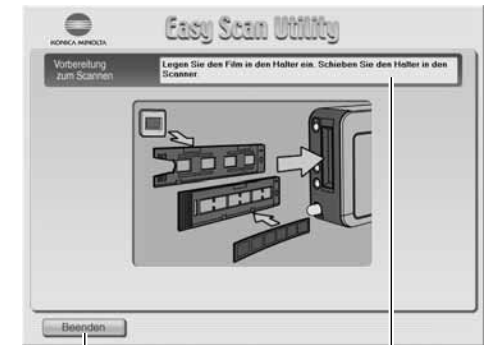 KONICA MINOLTA
Easy Scan Utility
Vorbereitung
zum Scannen
Legen Sie den Film in den Halter ein. Schieben Sie den Halter in den
Scanner.
Beenden